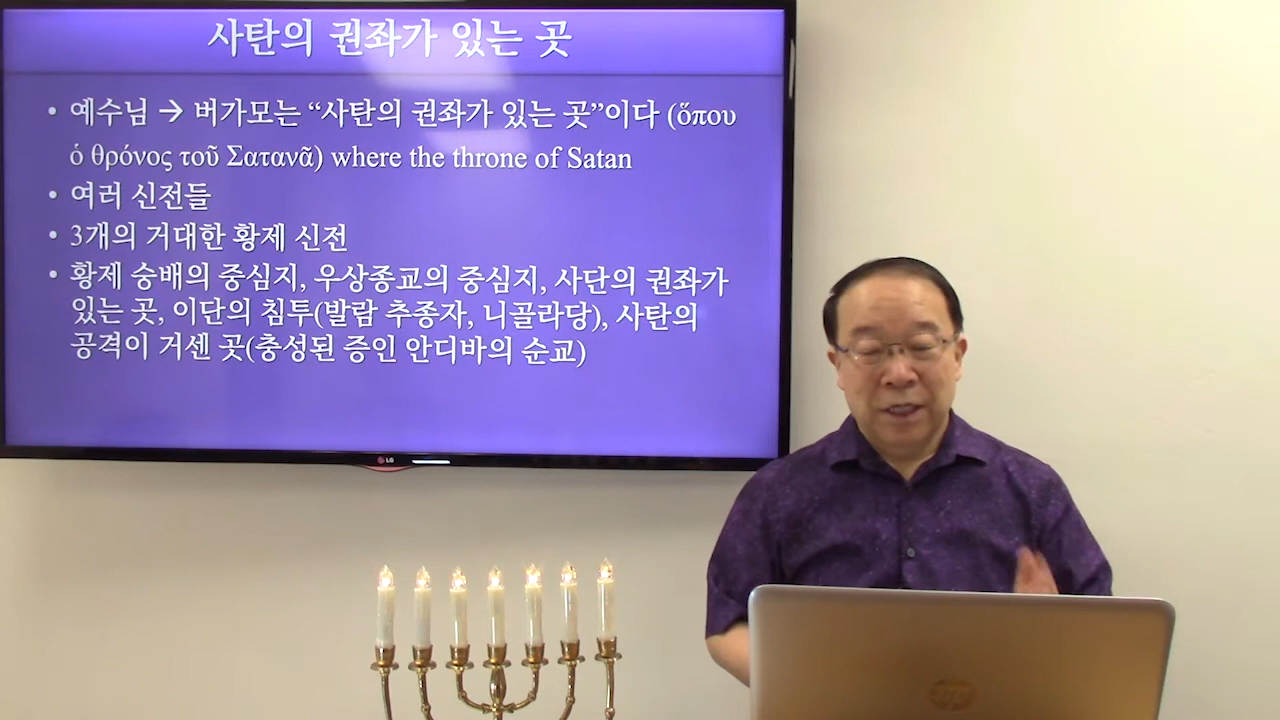 사탄의 권좌가 있는 곳
• 예수님 → 버가모는 “사탄의 권좌가 있는 곳”이다 (ὅπου
ὁ θρόνος τοῦ Σατανᾶ) where the throne of Satan
• 여러 신전들
• 3개의 거대한 황제 신전
• 황제 숭배의 중심지, 우상종교의 중심지, 사단의 권좌가
있는 곳, 이단의 침투(발람 추종자, 니골라당), 사탄의
공격이 거센 곳(충성된 증인 안디바의 순교)
LG
hp